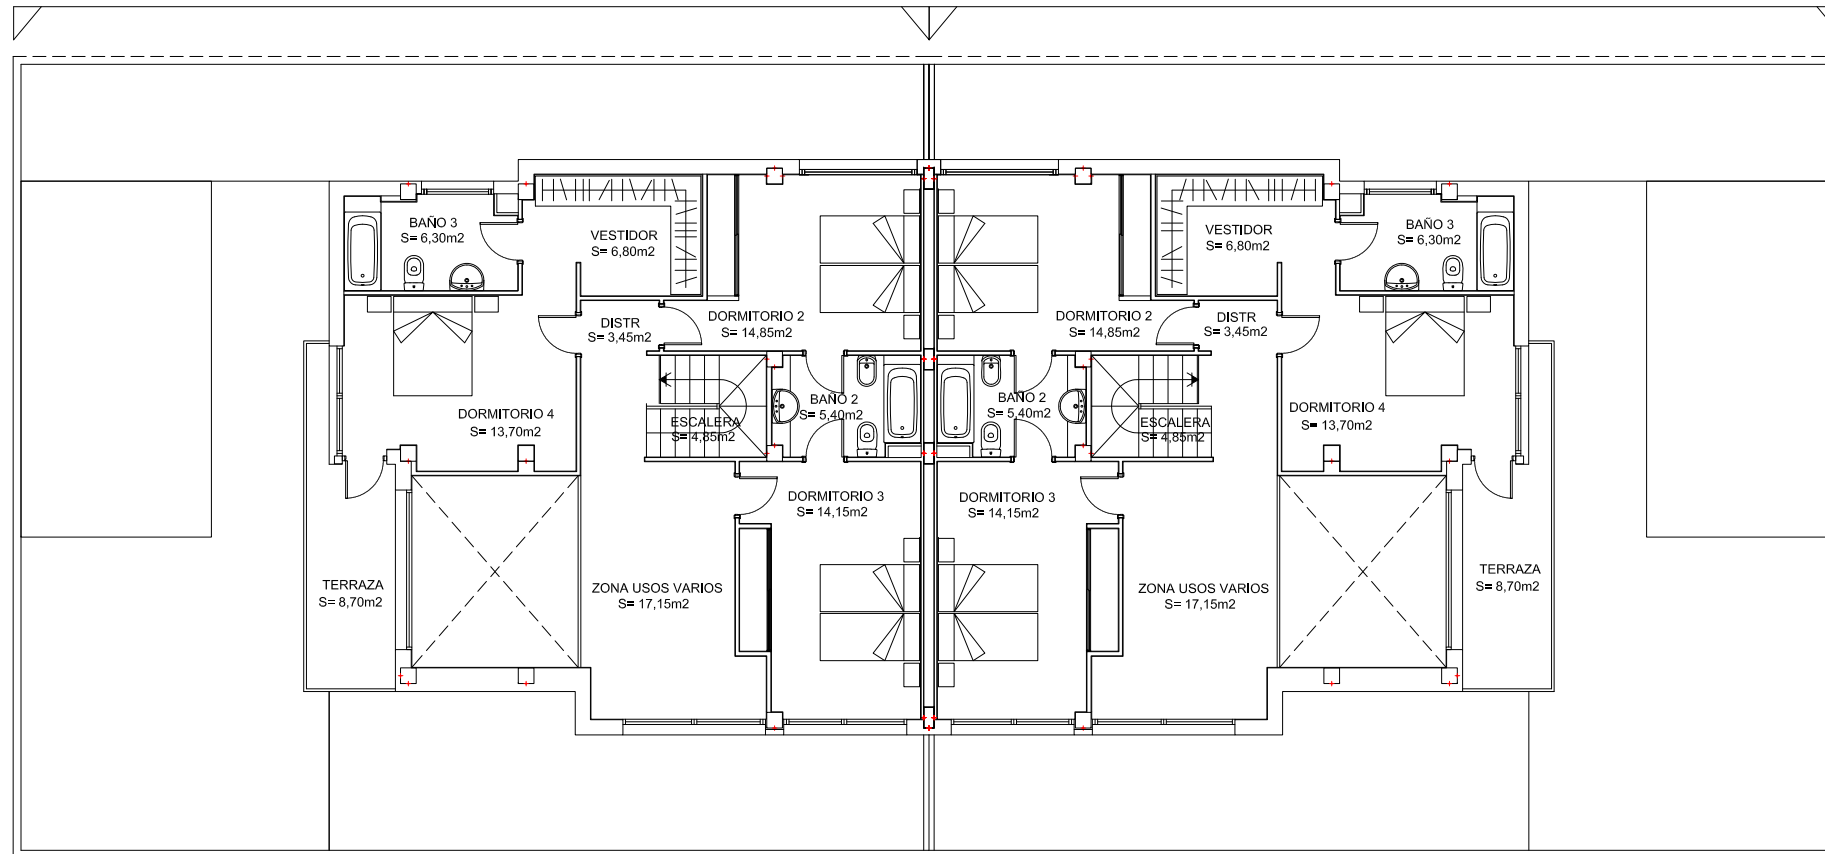 BAÑO 3
S= 6,30m2
VESTIDOR
S= 6,80m2
DISTR
S= 3,45m2
DORMITORIO 2
S= 14,85m2
DORMITORIO 4
S= 13,70m2
ESCALERA
S= 4,85m2
BAÑO 2
S= 5,40m2
DORMITORIO 3
S= 14,15m2
ZONA USOS VARIOS
S= 17,15m2
TERRAZA
S= 8,70m2
VESTIDOR
S= 6,80m2
BAÑO 3
S= 6,30m2
DORMITORIO 2
S= 14,85m2
DISTR
S= 3,45m2
BAÑO 2
S= 5,40m2
ESCALERA
S= 4,85m2
DORMITORIO 4
S= 13,70m2
DORMITORIO 3
S= 14,15m2
ZONA USOS VARIOS
S= 17,15m2
TERRAZA
S= 8,70m2